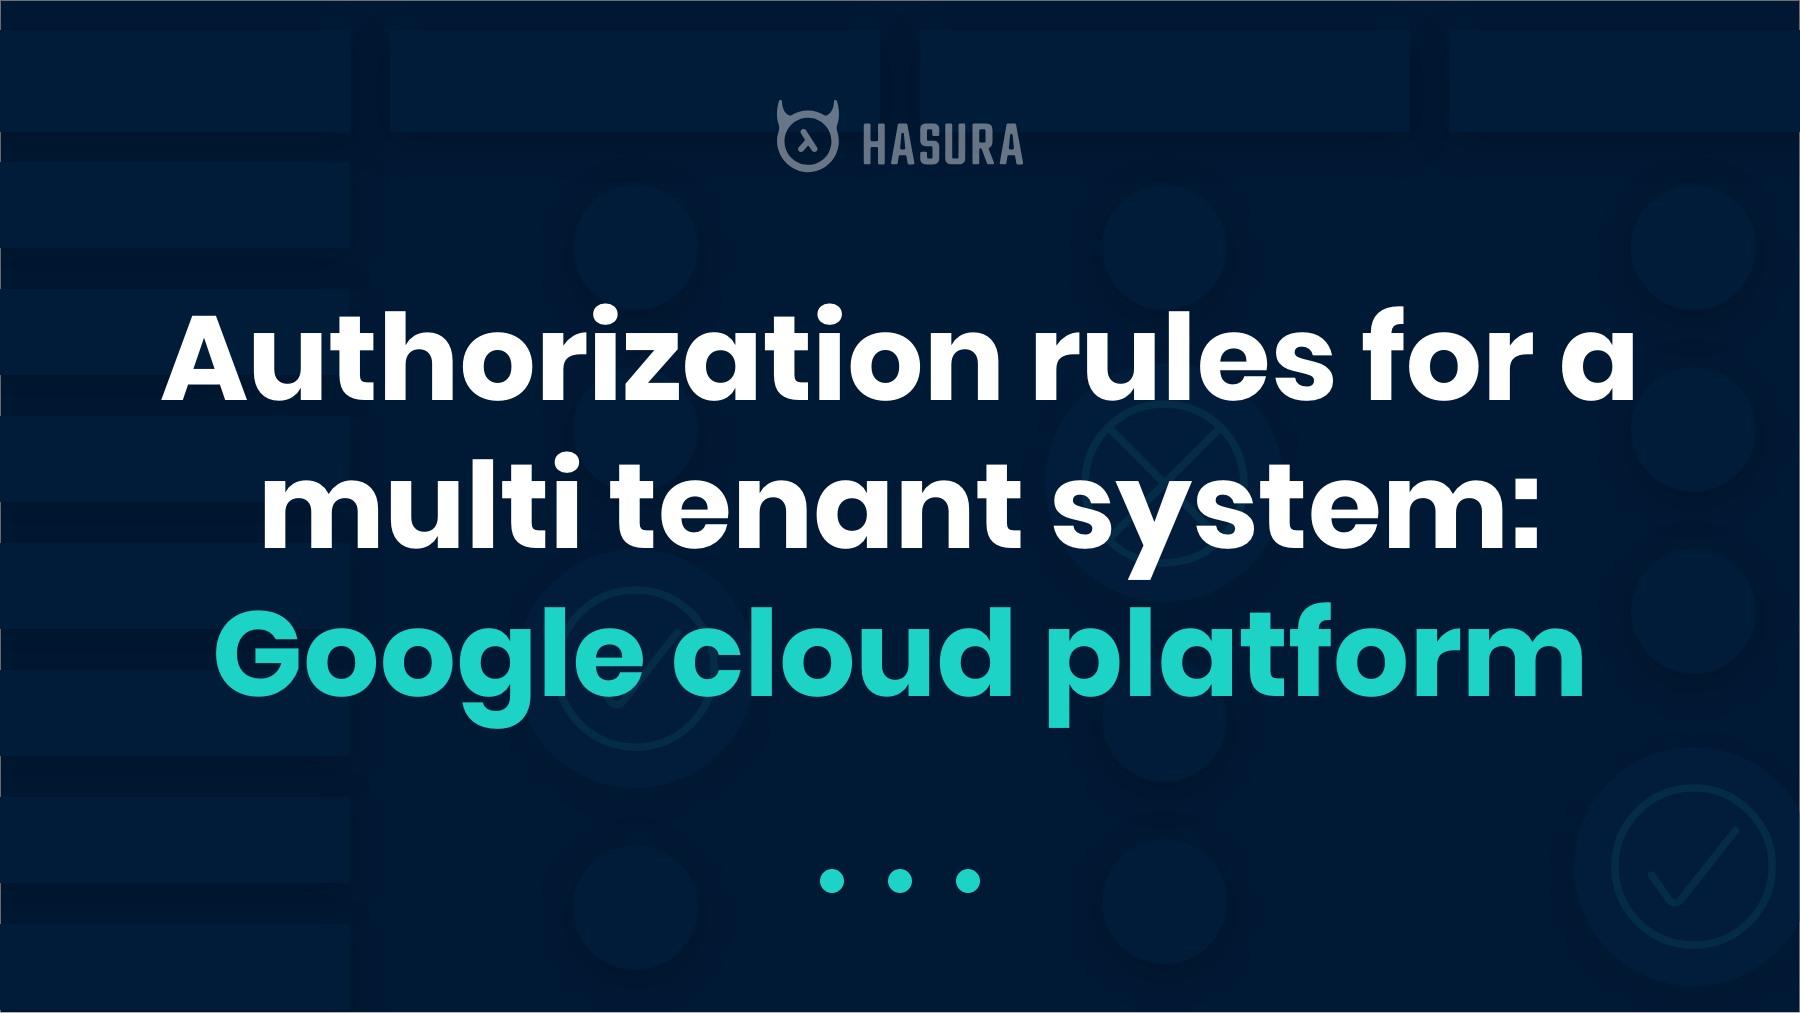 HASURA
Authorization rules for a
multi tenant system:
Google cloud platform